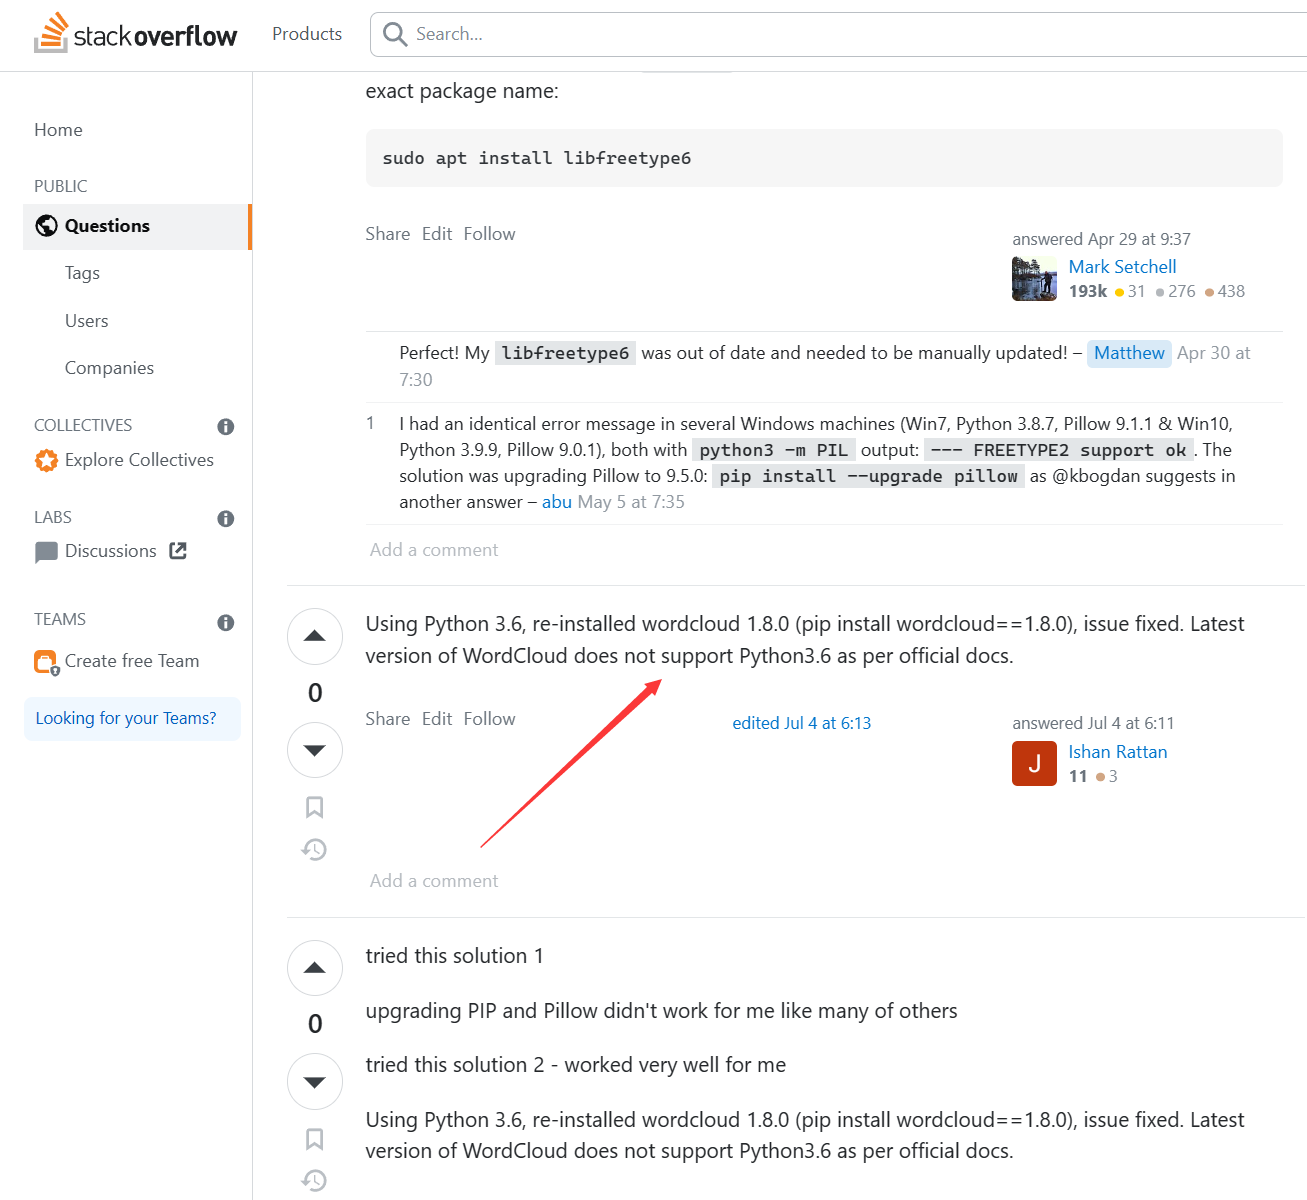 stack overflow
Products
Search...
exact package name:
sudo apt install libfreetype6
Home
PUBLIC
Questions
Tags
Users
Companies
COLLECTIVES
Explore Collectives
LABS
Discussions
TEAMS
Create free Team
Looking for your Teams?
Share Edit Follow
answered Apr 29 at 9:37
Mark Setchell
193k 31 276 438
Perfect! My libfreetype6 was out of date and needed to be manually updated! – Matthew Apr 30 at
7:30
1
I had an identical error message in several Windows machines (Win7, Python 3.8.7, Pillow 9.1.1 & Win10,
Python 3.9.9, Pillow 9.0.1), both with python3 -m PIL output: --- FREETYPE2 support ok. The
solution was upgrading Pillow to 9.5.0: pip install --upgrade pillow as @kbogdan suggests in
another answer – abu May 5 at 7:35
Add a comment
0
Using Python 3.6, re-installed wordcloud 1.8.0 (pip install wordcloud==1.8.0), issue fixed. Latest
version of WordCloud does not support Python3.6 as per official docs.
Share Edit Follow
edited Jul 4 at 6:13
answered Jul 4 at 6:11
J
Ishan Rattan
11 3
Add a comment
0
tried this solution 1
upgrading PIP and Pillow didn't work for me like many of others
tried this solution 2 - worked very well for me
Using Python 3.6, re-installed wordcloud 1.8.0 (pip install wordcloud==1.8.0), issue fixed. Latest
version of WordCloud does not support Python3.6 as per official docs.